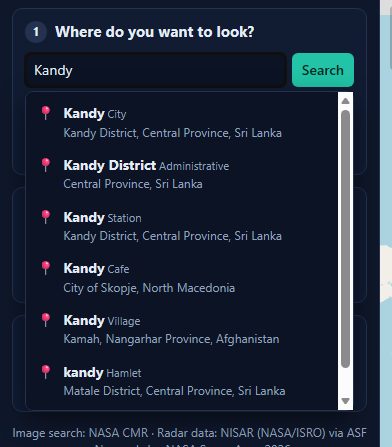 1 Where do you want to look?
Kandy Search
Kandy City
Kandy District, Central Province, Sri Lanka
Kandy District Administrative
Central Province, Sri Lanka
Kandy Station
Kandy District, Central Province, Sri Lanka
Kandy Cafe
City of Skopje, North Macedonia
Kandy Village
Kamah, Nangarhar Province, Afghanistan
kandy Hamlet
Matale District, Central Province, Sri Lanka
Image search: NASA CMR · Radar data: NISAR (NASA/ISRO) via ASF